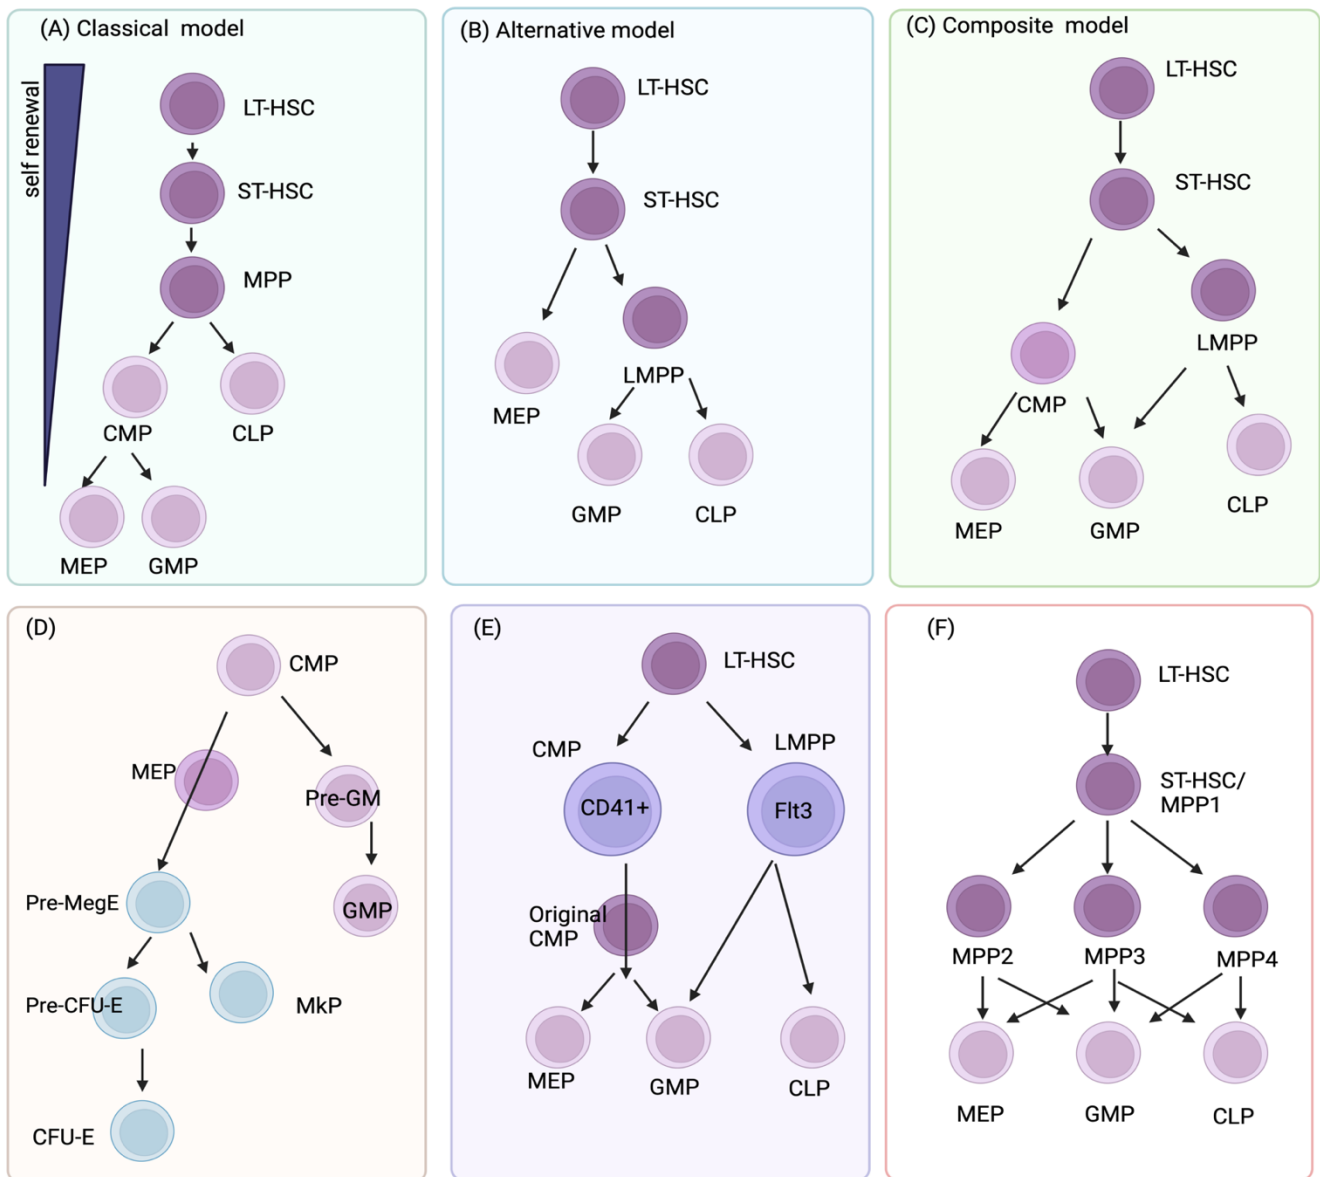 (A) Classical model
self renewal
LT-HSC
ST-HSC
MPP
CMP
CLP
MEP
GMP
(B) Alternative model
LT-HSC
ST-HSC
MEP
LMPP
GMP
CLP
(C) Composite model
LT-HSC
ST-HSC
LMPP
CMP
MEP
GMP
CLP
(D)
CMP
MEP
Pre-GM
Pre-MegE
GMP
Pre-CFU-E
MkP
CFU-E
(E)
LT-HSC
CMP
LMPP
CD41+
Flt3
Original
CMP
MEP
GMP
CLP
(F)
LT-HSC
ST-HSC/
MPP1
MPP2
MPP3
MPP4
MEP
GMP
CLP